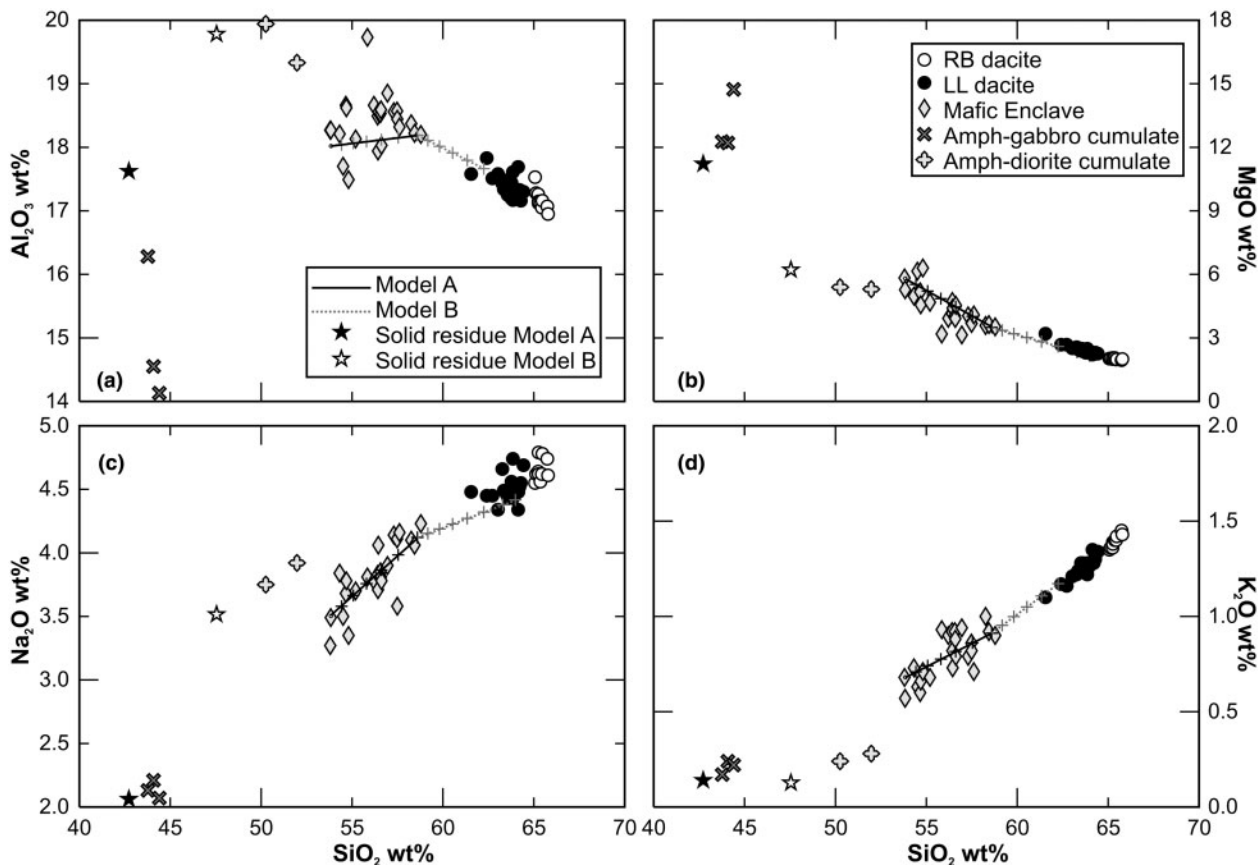 20
19
18
17
16
15
14
Al₂O₃ wt%
(a)
Model A
Model B
Solid residue Model A
Solid residue Model B
18
15
12
9
6
3
0
MgO wt%
(b)
RB dacite
LL dacite
Mafic Enclave
Amph-gabbro cumulate
Amph-diorite cumulate
5.0
4.5
4.0
3.5
3.0
2.5
2.0
Na₂O wt%
(c)
40 45 50 55 60 65 70
SiO₂ wt%
2.0
1.5
1.0
0.5
0.0
K₂O wt%
(d)
40 45 50 55 60 65 70
SiO₂ wt%